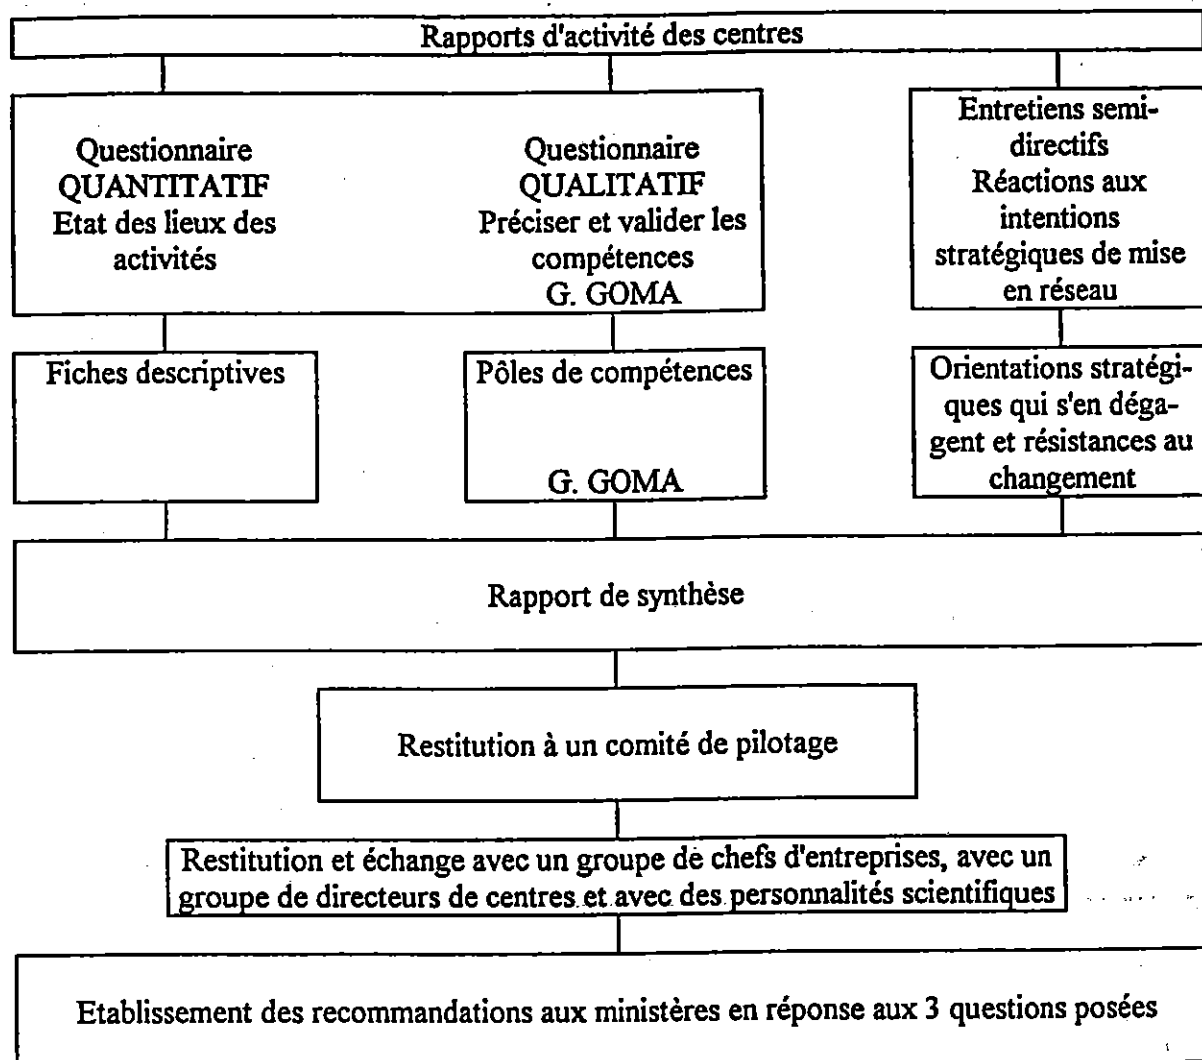 Rapports d'activité des centres
Questionnaire
QUANTITATIF
Etat des lieux des
activités
Questionnaire
QUALITATIF
Préciser et valider les
compétences
G. GOMA
Entretiens semi-
directifs
Réactions aux
intentions
stratégiques de mise
en réseau
Fiches descriptives
Pôles de compétences
G. GOMA
Orientations stratégi-
ques qui s'en déga-
gent et résistances au
changement
Rapport de synthèse
Restitution à un comité de pilotage
Restitution et échange avec un groupe de chefs d'entreprises, avec un
groupe de directeurs de centres et avec des personnalités scientifiques
Etablissement des recommandations aux ministères en réponse aux 3 questions posées